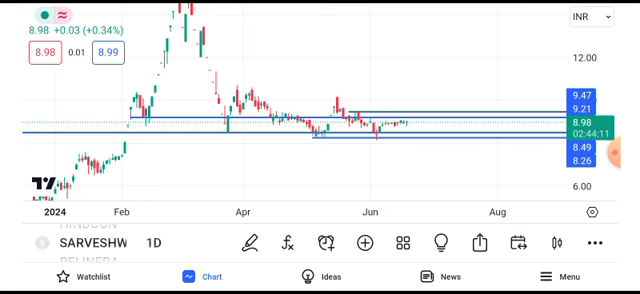 8.98 +0.03 (+0.34%)
INR
8.98 0.01 8.99
12.00
9.47
9.21
8.98
02:44:11
8.49
8.26
6.00
2024 Feb Apr Jun Aug
SARVESHW 1D
Watchlist Chart Ideas News Menu